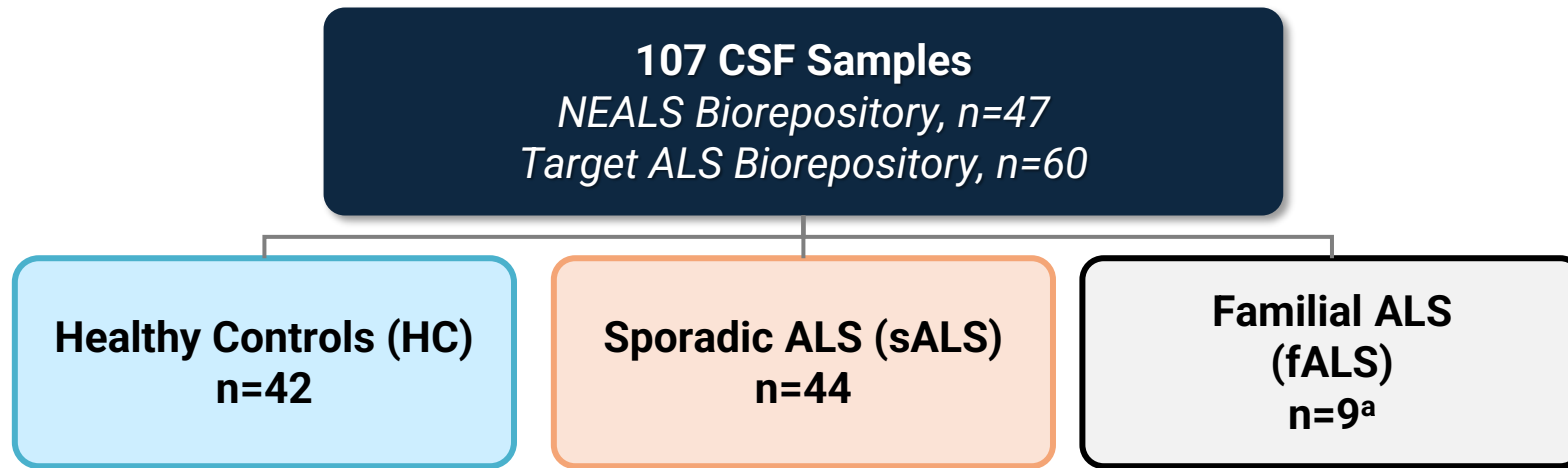 107 CSF Samples
NEALS Biorepository, n=47
Target ALS Biorepository, n=60
Healthy Controls (HC)
n=42
Sporadic ALS (sALS)
n=44
Familial ALS
(fALS)
n=9ᵃ